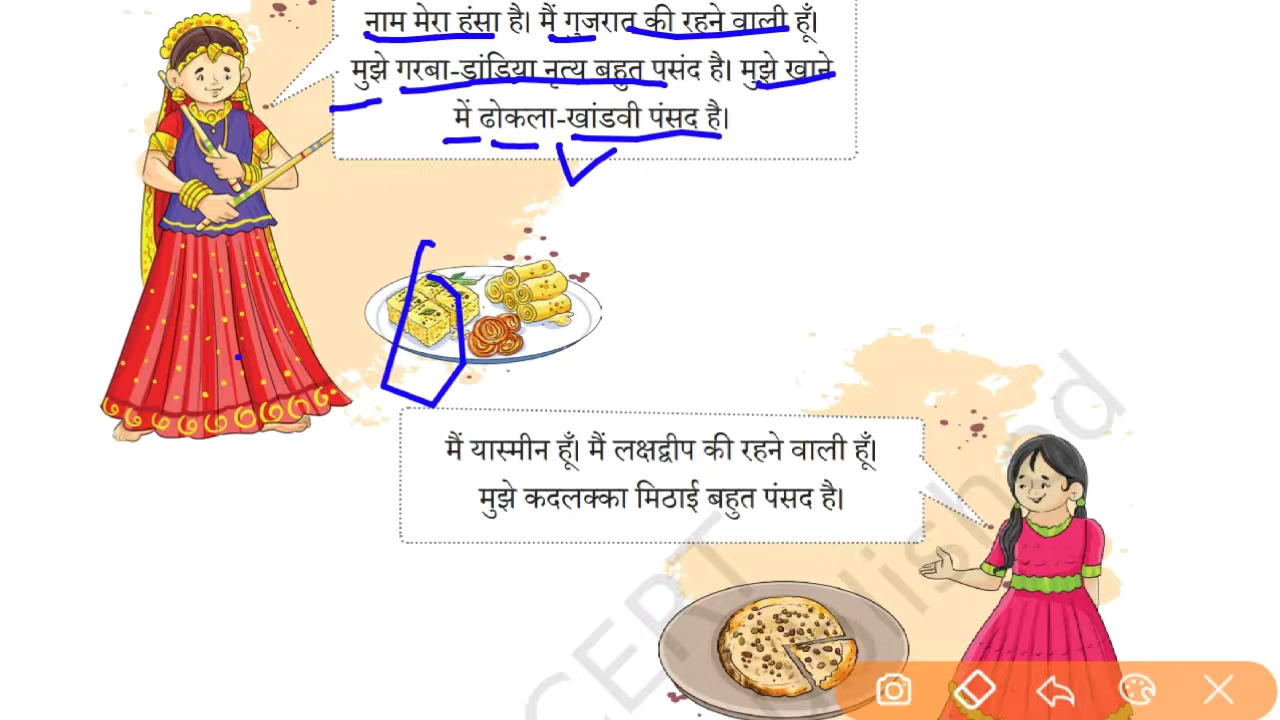 नाम मेरा हंसा है। मैं गुजरात की रहने वाली हूँ।
मुझे गरबा-डांडिया नृत्य बहुत पसंद है। मुझे खाने
में ढोकला-खांडवी पंसद है।
मैं यास्मीन हूँ। मैं लक्षद्वीप की रहने वाली हूँ।
मुझे कदलक्का मिठाई बहुत पंसद है।